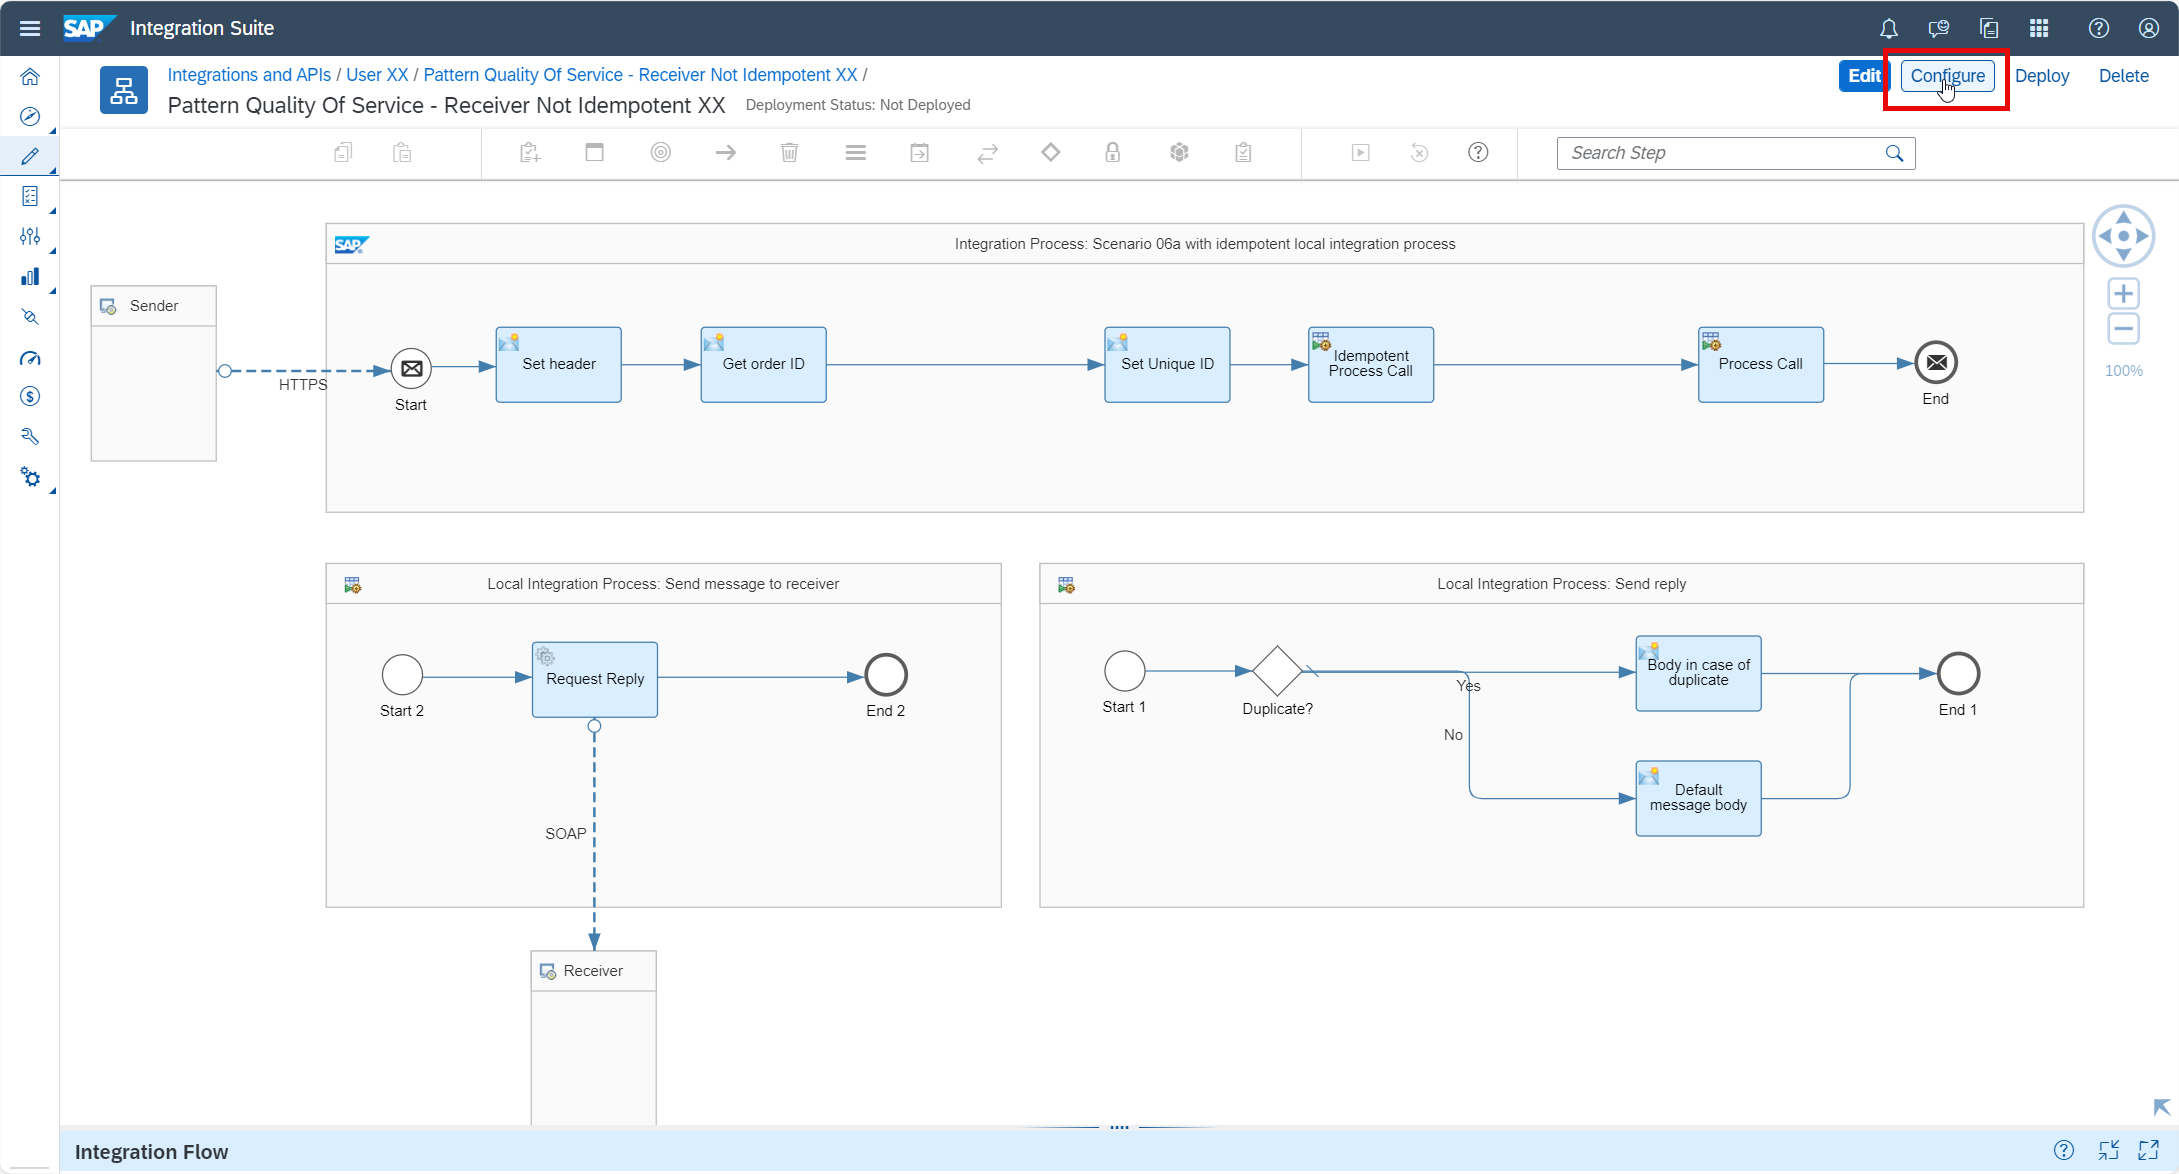 SAP Integration Suite
Integrations and APIs / User XX / Pattern Quality Of Service - Receiver Not Idempotent XX /
Pattern Quality Of Service - Receiver Not Idempotent XX
Deployment Status: Not Deployed
Edit
Configure
Deploy
Delete
Search Step
SAP
Integration Process: Scenario 06a with idempotent local integration process
Sender
HTTPS
Start
Set header
Get order ID
Set Unique ID
Idempotent
Process Call
Process Call
End
100%
Local Integration Process: Send message to receiver
Start 2
Request Reply
End 2
SOAP
Receiver
Local Integration Process: Send reply
Start 1
Duplicate?
Yes
No
Body in case of
duplicate
Default
message body
End 1
Integration Flow